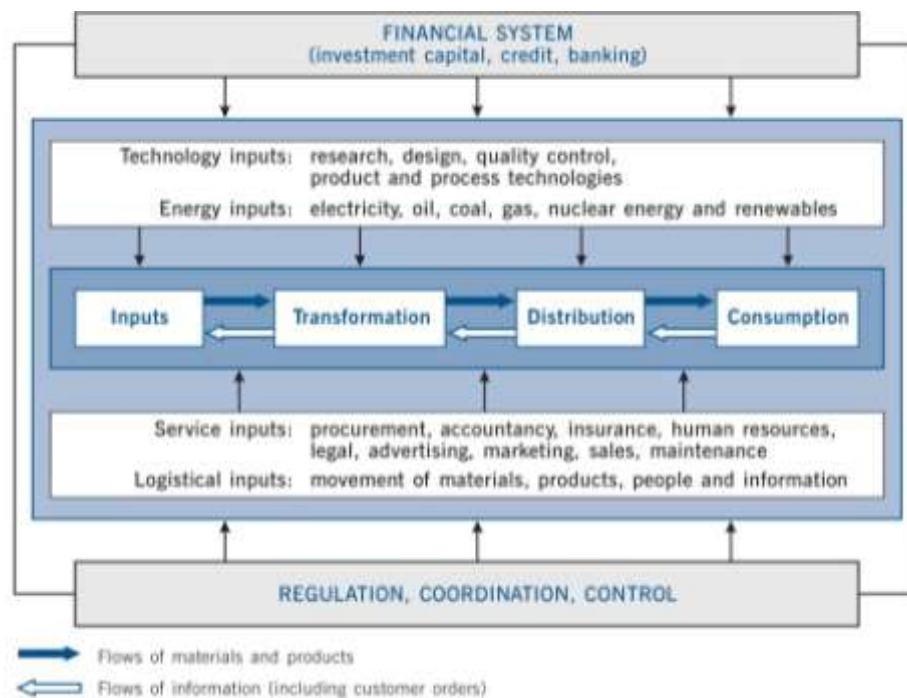 FINANCIAL SYSTEM
(investment capital, credit, banking)
Technology inputs: research, design, quality control,
product and process technologies
Energy inputs: electricity, oil, coal, gas, nuclear energy and renewables
Inputs
Transformation
Distribution
Consumption
Service inputs: procurement, accountancy, insurance, human resources,
legal, advertising, marketing, sales, maintenance
Logistical inputs: movement of materials, products, people and information
REGULATION, COORDINATION, CONTROL
Flows of materials and products
Flows of information (including customer orders)